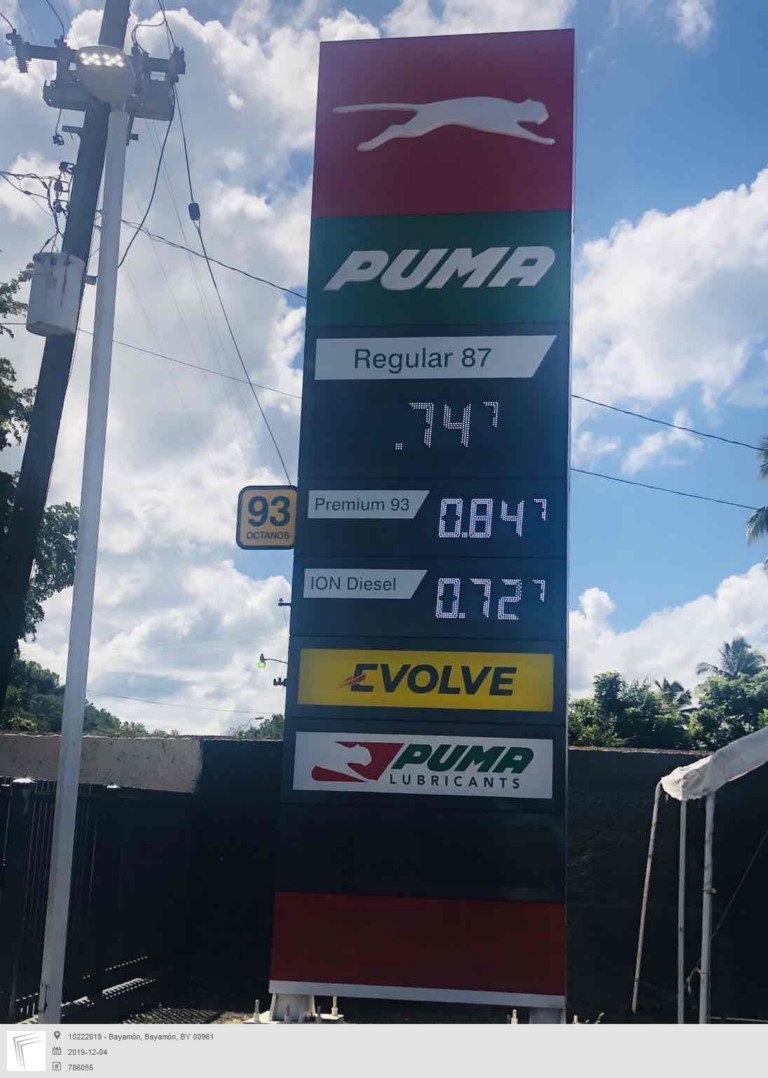 PUMA
Regular 87
.74 7
93
OCTANOS
Premium 93
0.84 7
ION Diesel
0.72 7
EVOLVE
PUMA
LUBRICANTS
10222019 - Bayamón, Bayamón, BY 00961
2019-12-04
786055